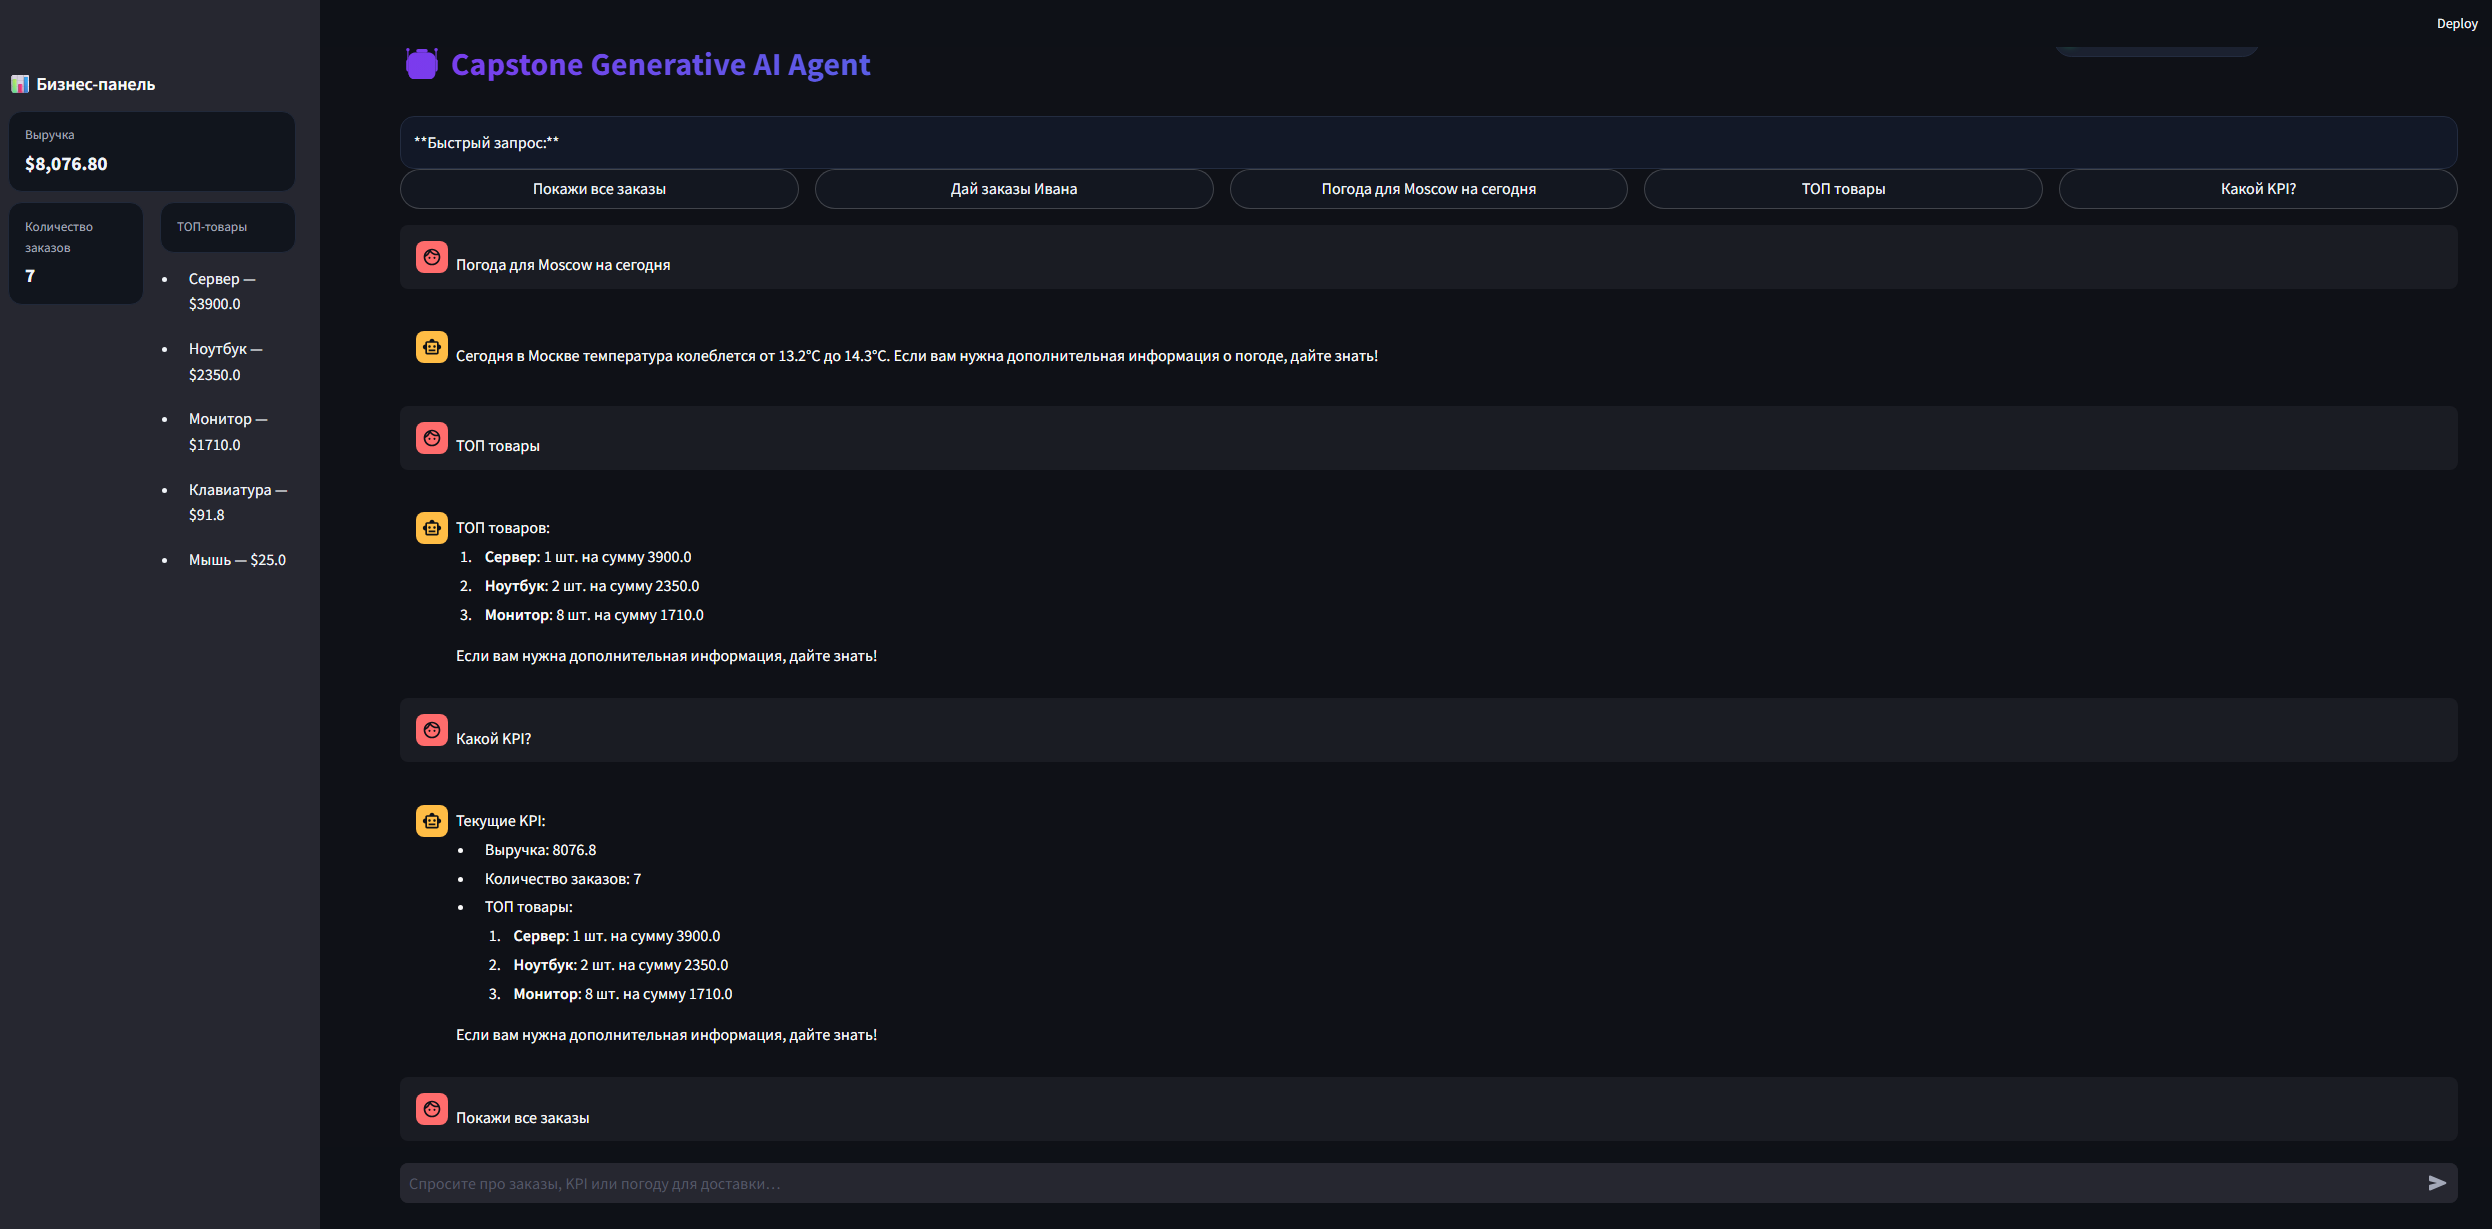 Deploy
Бизнес-панель
Выручка
$8,076.80
Количество
заказов
7
ТОП-товары
Сервер —
$3900.0
Ноутбук —
$2350.0
Монитор —
$1710.0
Клавиатура —
$91.8
Мышь — $25.0
Capstone Generative AI Agent
**Быстрый запрос:**
Покажи все заказы
Дай заказы Ивана
Погода для Moscow на сегодня
ТОП товары
Какой KPI?
Погода для Moscow на сегодня
Сегодня в Москве температура колеблется от 13.2°C до 14.3°C. Если вам нужна дополнительная информация о погоде, дайте знать!
ТОП товары
ТОП товаров:
1. Сервер: 1 шт. на сумму 3900.0
2. Ноутбук: 2 шт. на сумму 2350.0
3. Монитор: 8 шт. на сумму 1710.0
Если вам нужна дополнительная информация, дайте знать!
Какой KPI?
Текущие KPI:
Выручка: 8076.8
Количество заказов: 7
ТОП товары:
1. Сервер: 1 шт. на сумму 3900.0
2. Ноутбук: 2 шт. на сумму 2350.0
3. Монитор: 8 шт. на сумму 1710.0
Если вам нужна дополнительная информация, дайте знать!
Покажи все заказы
Спросите про заказы, KPI или погоду для доставки…